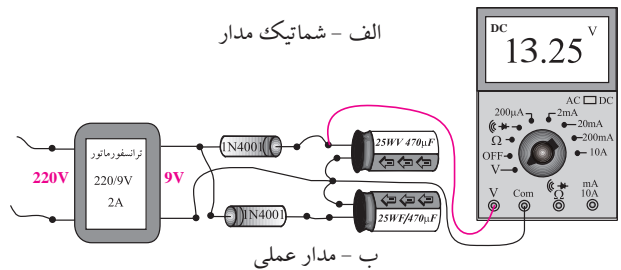 الف – شماتیک مدار
DC
13.25 V
AC DC
200µA
2mA
20mA
200mA
10A
Ω
OFF
V
V
Com
Ω
mA
10A
1N4001
25WV 470µF
ترانسفورماتور
220/9V
2A
220V
9V
1N4001
25WF/470µF
ب – مدار عملی